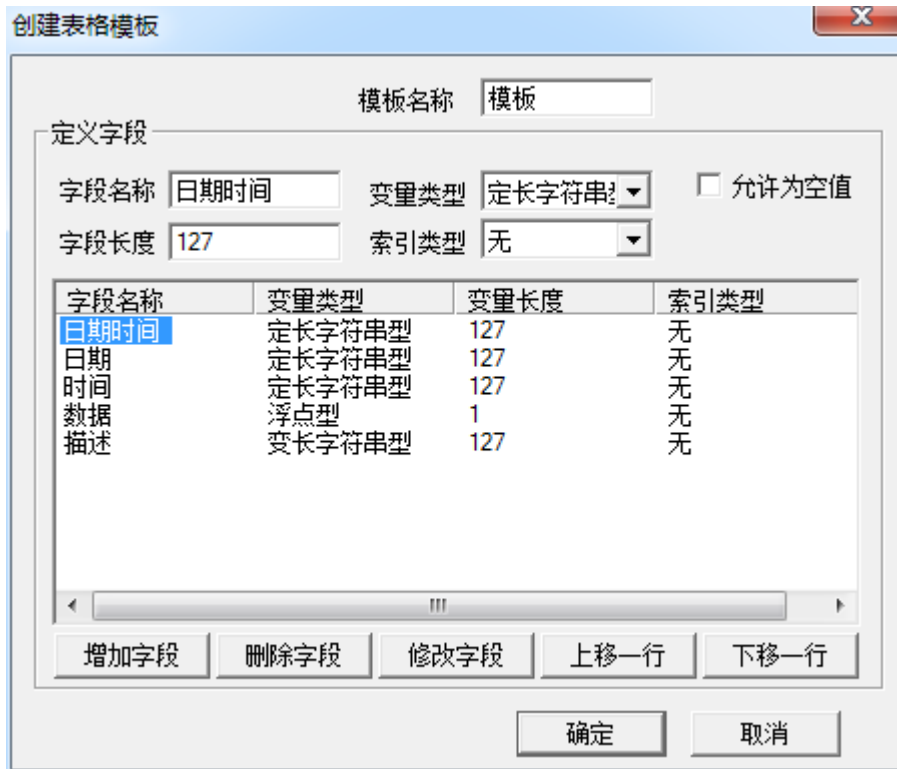 创建表格模板
模板名称 模板
定义字段
字段名称 日期时间 变量类型 定长字符串 允许为空值
字段长度 127 索引类型 无
字段名称 变量类型 变量长度 索引类型
日期时间 定长字符串型 127 无
日期 定长字符串型 127 无
时间 定长字符串型 127 无
数据 浮点型 1 无
描述 变长字符串型 127 无
增加字段 删除字段 修改字段 上移一行 下移一行
确定 取消